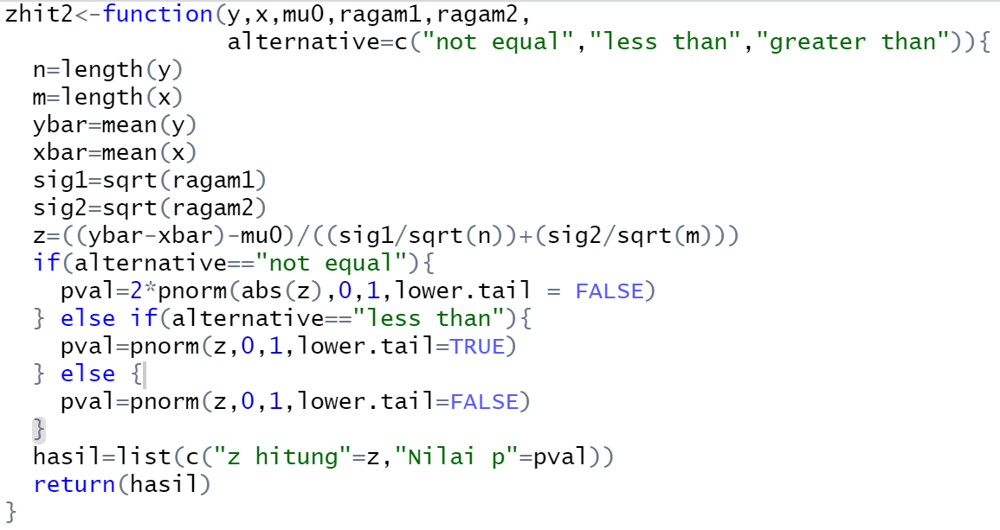 zhit2<-function(y,x,mu0,ragam1,ragam2,
                alternative=c("not equal","less than","greater than")){
  n=length(y)
  m=length(x)
  ybar=mean(y)
  xbar=mean(x)
  sig1=sqrt(ragam1)
  sig2=sqrt(ragam2)
  z=((ybar-xbar)-mu0)/((sig1/sqrt(n))+(sig2/sqrt(m)))
  if(alternative=="not equal"){
    pval=2*pnorm(abs(z),0,1,lower.tail = FALSE)
  } else if(alternative=="less than"){
    pval=pnorm(z,0,1,lower.tail=TRUE)
  } else {
    pval=pnorm(z,0,1,lower.tail=FALSE)
  }
  hasil=list(c("z hitung"=z,"Nilai p"=pval))
  return(hasil)
}